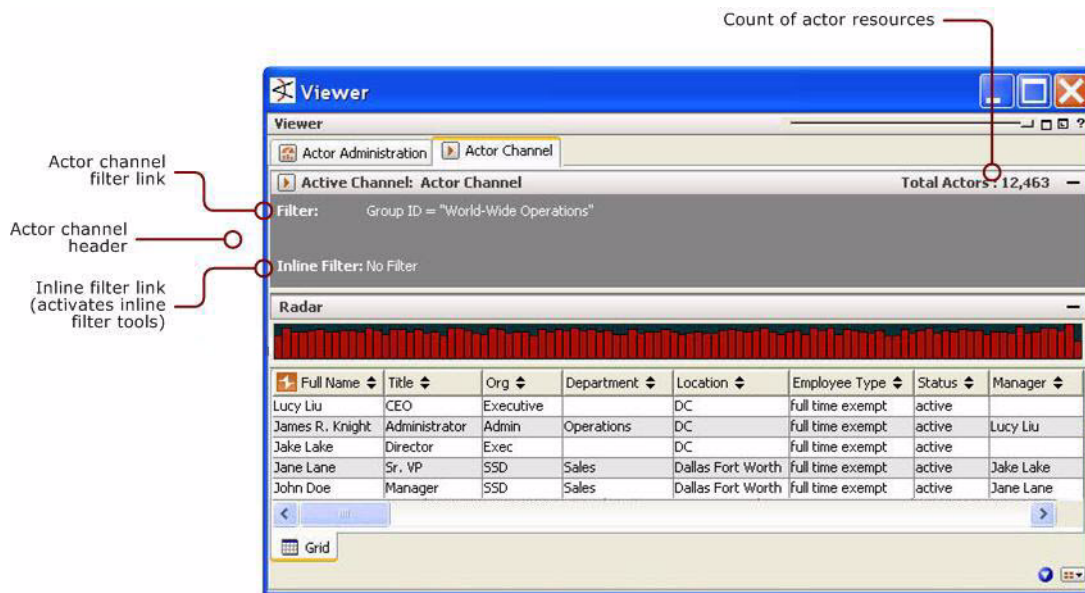 Count of actor resources
Viewer
Viewer
?
Actor Administration
Actor Channel
Actor channel
filter link
Active Channel: Actor Channel
Total Actors : 12,463
Filter: Group ID = "World-Wide Operations"
Actor channel
header
Inline Filter: No Filter
Inline filter link
(activates inline
filter tools)
Radar
Full Name Title Org Department Location Employee Type Status Manager
Lucy Liu CEO Executive DC full time exempt active
James R. Knight Administrator Admin Operations DC full time exempt active Lucy Liu
Jake Lake Director Exec DC full time exempt active
Jane Lane Sr. VP SSD Sales Dallas Fort Worth full time exempt active Jake Lake
John Doe Manager SSD Sales Dallas Fort Worth full time exempt active Jane Lane
Grid